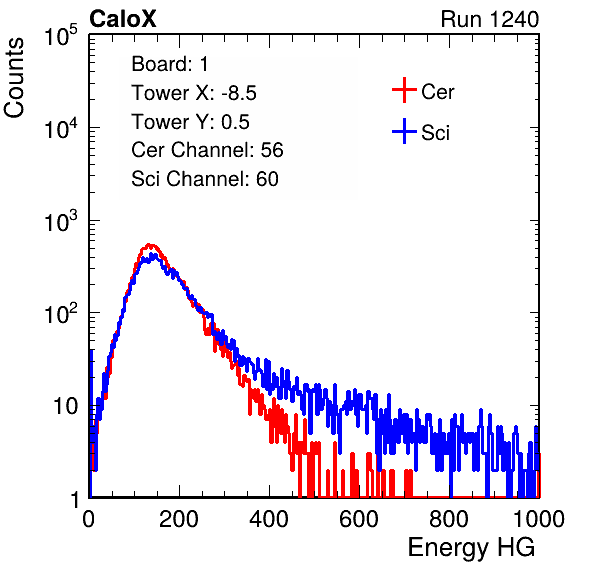 CaloX Run 1240
Counts
Board: 1
Tower X: -8.5
Tower Y: 0.5
Cer Channel: 56
Sci Channel: 60
Cer
Sci
10^5
10^4
10^3
10^2
10
1
0 200 400 600 800 1000
Energy HG